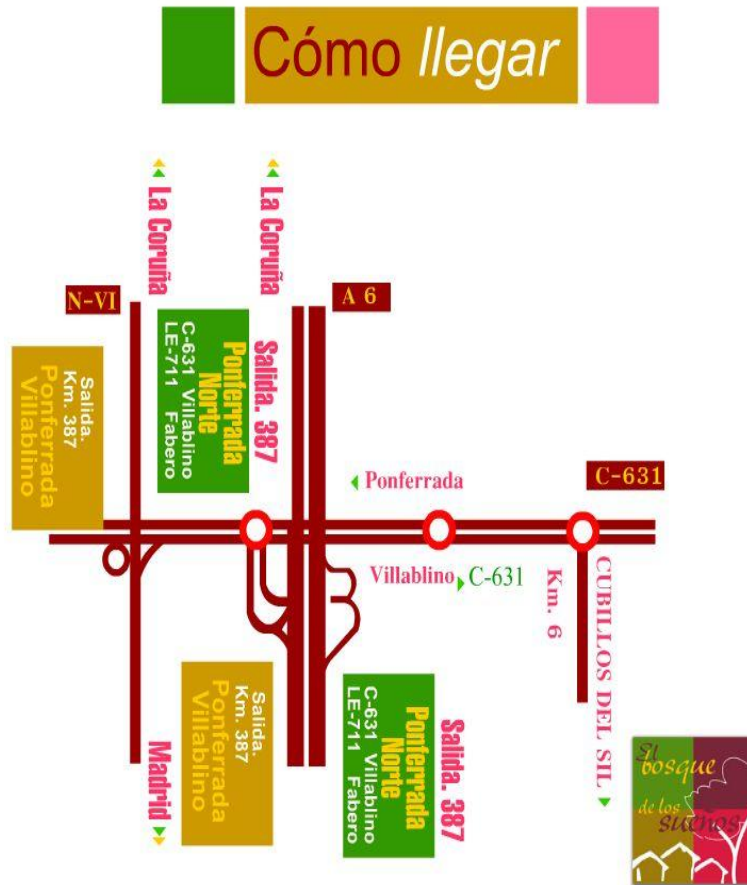 Cómo llegar
La Coruña
La Coruña
N-VI
A 6
Salida. 387
Ponferrada
Norte
C-631 Villablino
LE-711 Fabero
Salida.
Km. 387
Ponferrada
Villablino
Ponferrada
C-631
Villablino C-631
Km. 6
CUBILLOS DEL SIL
Madrid
Salida.
Km. 387
Ponferrada
Villablino
Salida. 387
Ponferrada
Norte
C-631 Villablino
LE-711 Fabero
El
bosque
de los
sueños